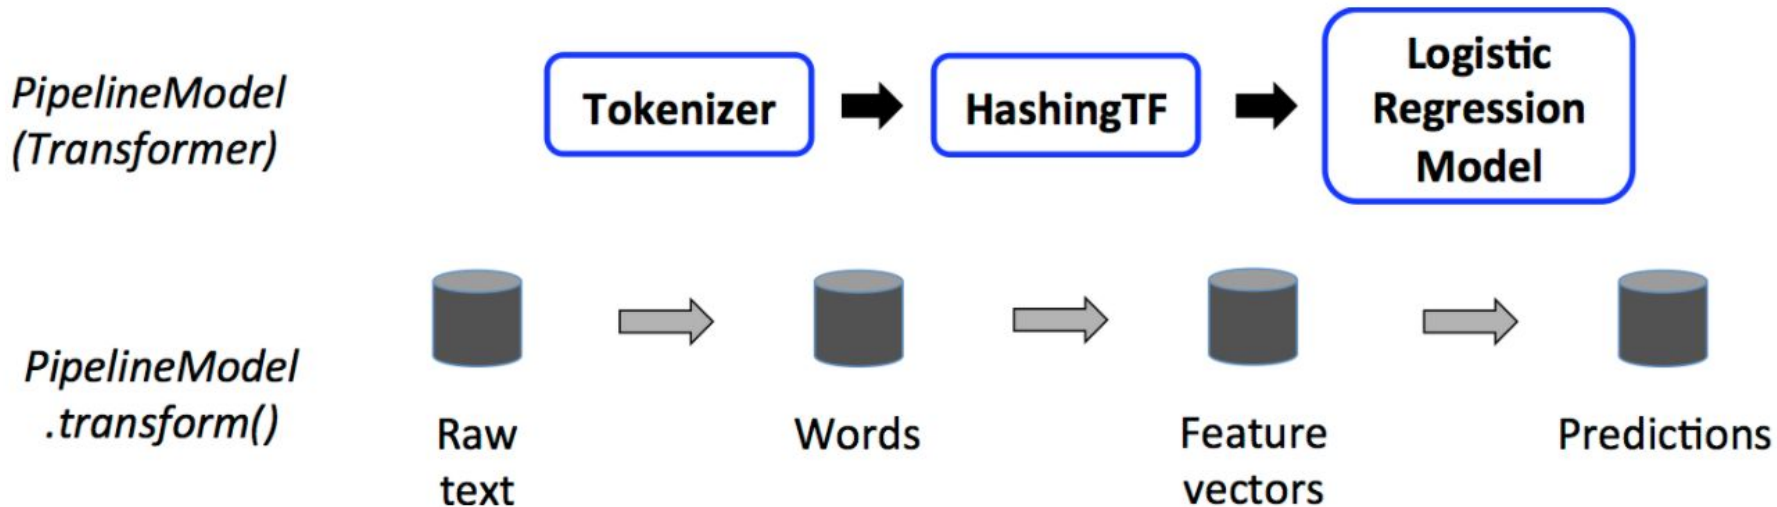 PipelineModel
(Transformer)
Tokenizer
HashingTF
Logistic
Regression
Model
PipelineModel
.transform()
Raw
text
Words
Feature
vectors
Predictions